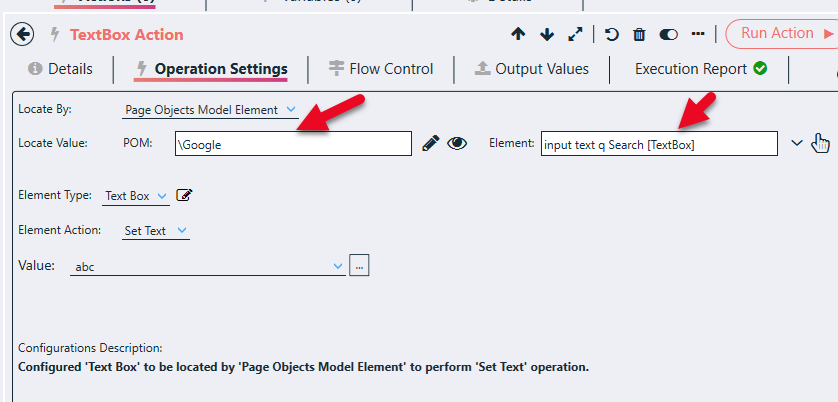 TextBox Action
Run Action
Details
Operation Settings
Flow Control
Output Values
Execution Report
Locate By: Page Objects Model Element
Locate Value: POM: \Google Element: input text q Search [TextBox]
Element Type: Text Box
Element Action: Set Text
Value: abc ...
Configurations Description:
Configured 'Text Box' to be located by 'Page Objects Model Element' to perform 'Set Text' operation.